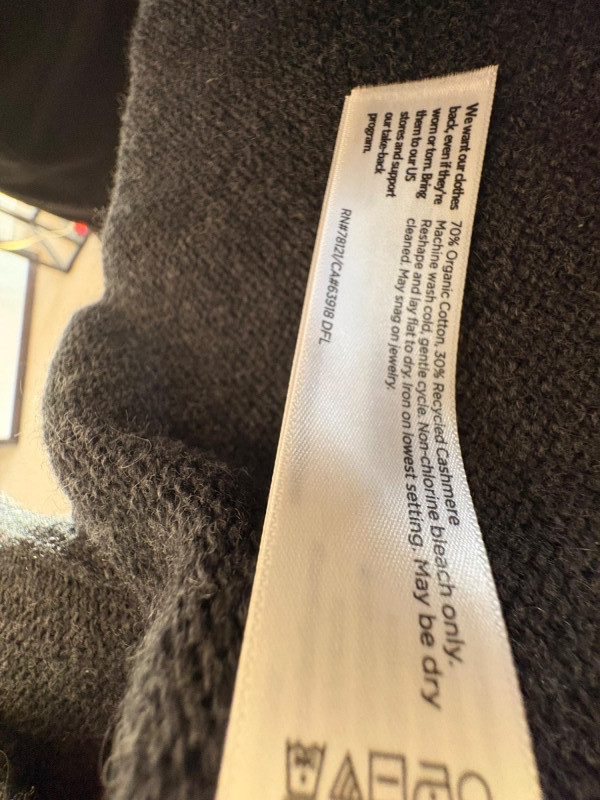 We want our clothes
back, even if they're
worn or torn. Bring
them to our US
stores and support
our take-back
program.
70% Organic Cotton, 30% Recycled Cashmere
Machine wash cold, gentle cycle. Non-chlorine bleach only.
Reshape and lay flat to dry. Iron on lowest setting. May be dry
cleaned. May snag on jewelry.
RN#78121/CA#63918 DFL